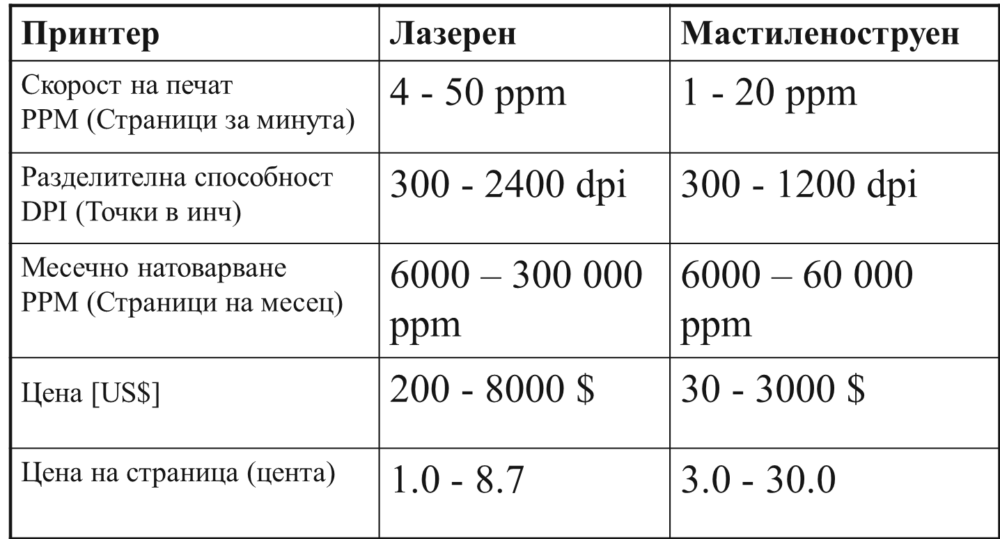 Принтер Лазерен Мастиленоструен
Скорост на печат
PPM (Страници за минута)
4 - 50 ppm
1 - 20 ppm
Разделителна способност
DPI (Точки в инч)
300 - 2400 dpi
300 - 1200 dpi
Месечно натоварване
PPM (Страници на месец)
6000 – 300 000
ppm
6000 – 60 000
ppm
Цена [US$]
200 - 8000 $
30 - 3000 $
Цена на страница (цента)
1.0 - 8.7
3.0 - 30.0